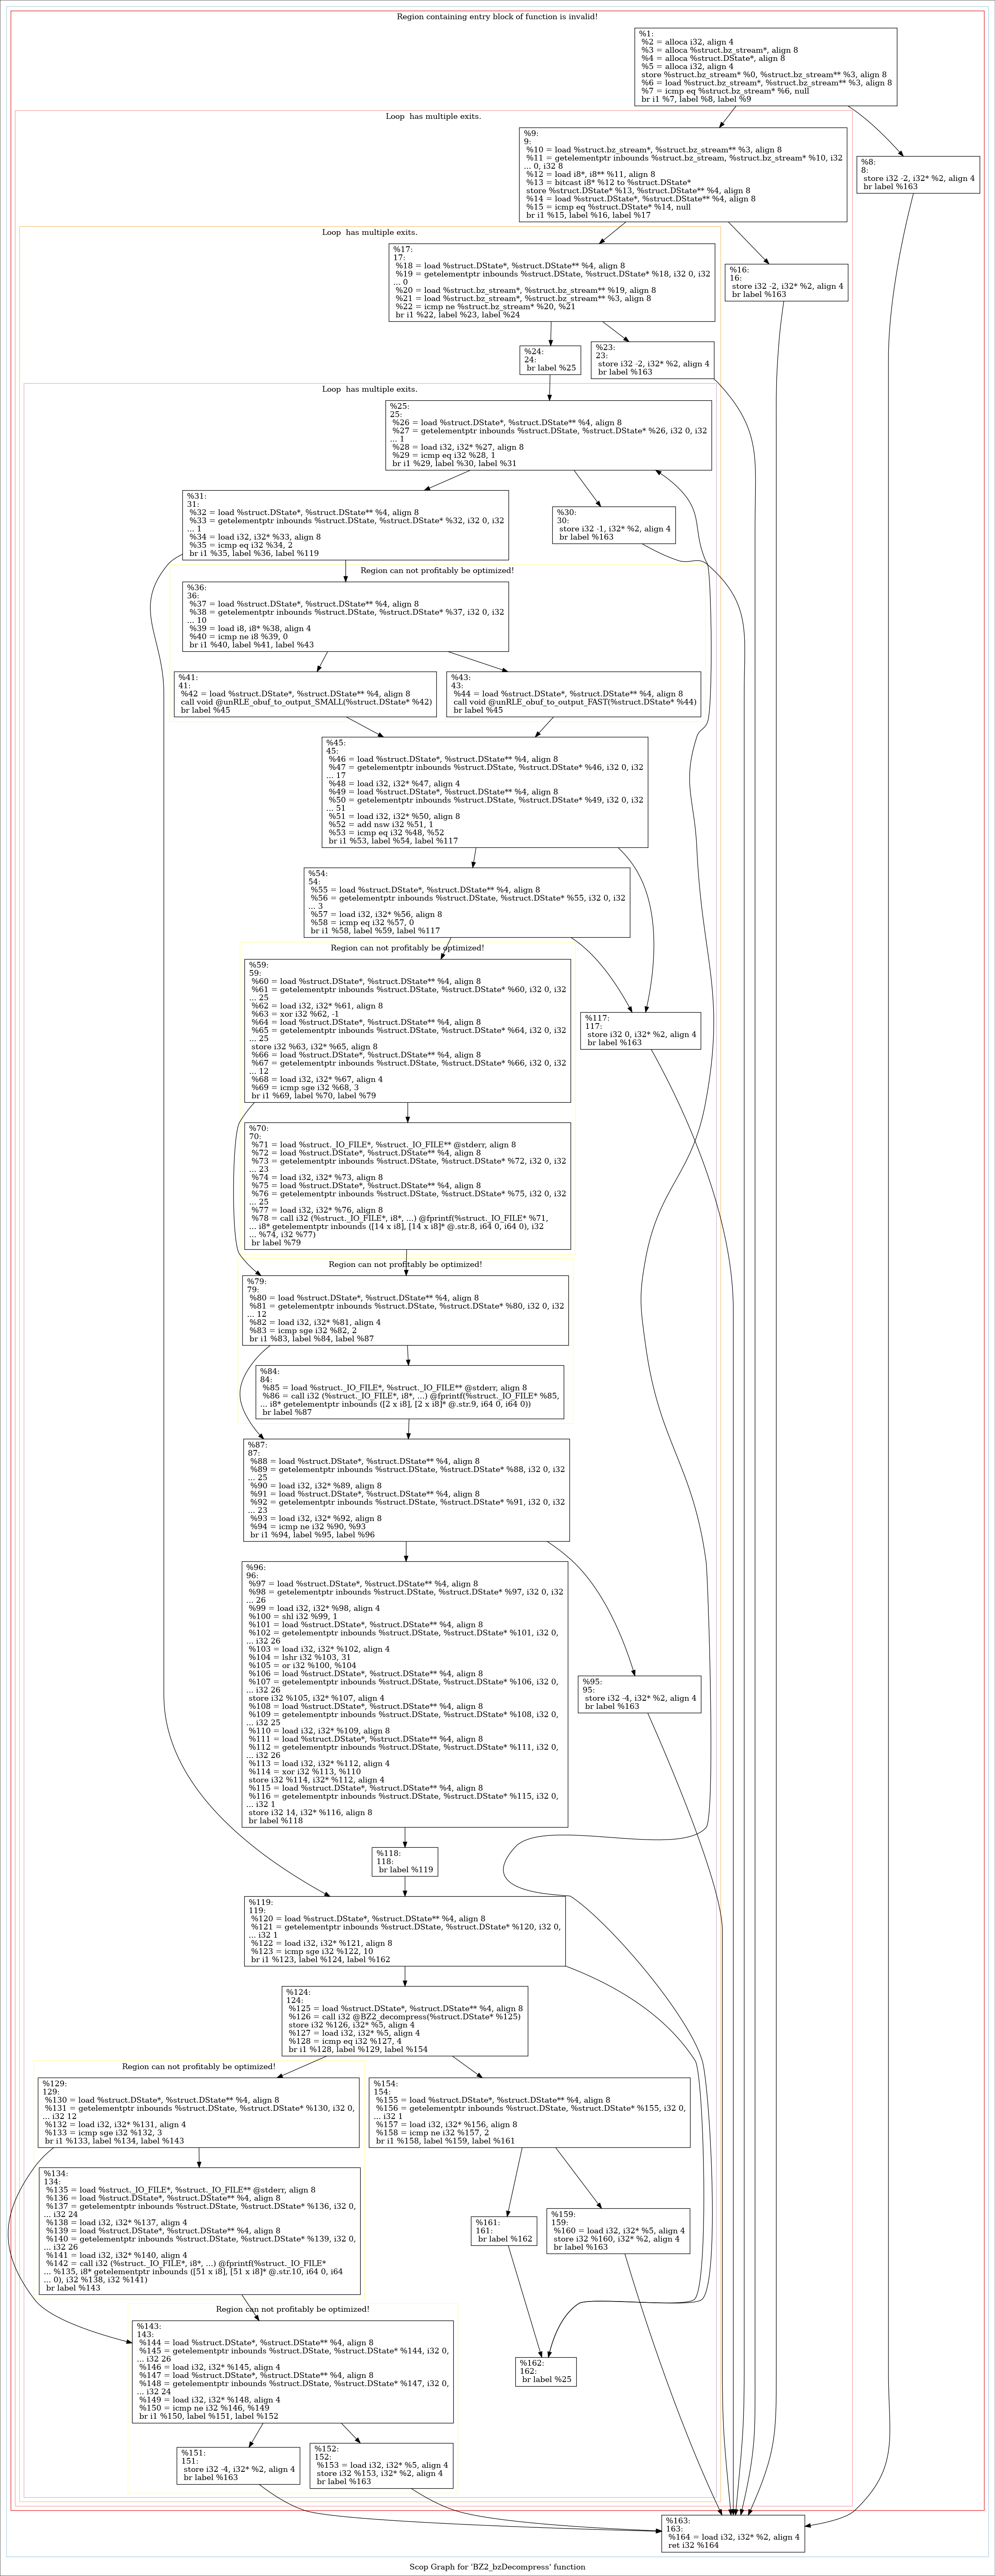 Region containing entry block of function is invalid!
%1:
%2 = alloca i32, align 4
%3 = alloca %struct.bz_stream*, align 8
%4 = alloca %struct.DState*, align 8
%5 = alloca i32, align 4
store %struct.bz_stream* %0, %struct.bz_stream** %3, align 8
%6 = load %struct.bz_stream*, %struct.bz_stream** %3, align 8
%7 = icmp eq %struct.bz_stream* %6, null
br i1 %7, label %8, label %9
Loop has multiple exits.
%9:
9:
%10 = load %struct.bz_stream*, %struct.bz_stream** %3, align 8
%11 = getelementptr inbounds %struct.bz_stream, %struct.bz_stream* %10, i32
... 0, i32 8
%12 = load i8*, i8** %11, align 8
%13 = bitcast i8* %12 to %struct.DState*
store %struct.DState* %13, %struct.DState** %4, align 8
%14 = load %struct.DState*, %struct.DState** %4, align 8
%15 = icmp eq %struct.DState* %14, null
br i1 %15, label %16, label %17
%8:
8:
store i32 -2, i32* %2, align 4
br label %163
Loop has multiple exits.
%17:
17:
%18 = load %struct.DState*, %struct.DState** %4, align 8
%19 = getelementptr inbounds %struct.DState, %struct.DState* %18, i32 0, i32
... 0
%20 = load %struct.bz_stream*, %struct.bz_stream** %19, align 8
%21 = load %struct.bz_stream*, %struct.bz_stream** %3, align 8
%22 = icmp ne %struct.bz_stream* %20, %21
br i1 %22, label %23, label %24
%16:
16:
store i32 -2, i32* %2, align 4
br label %163
%24:
24:
br label %25
%23:
23:
store i32 -2, i32* %2, align 4
br label %163
Loop has multiple exits.
%25:
25:
%26 = load %struct.DState*, %struct.DState** %4, align 8
%27 = getelementptr inbounds %struct.DState, %struct.DState* %26, i32 0, i32
... 1
%28 = load i32, i32* %27, align 8
%29 = icmp eq i32 %28, 1
br i1 %29, label %30, label %31
%31:
31:
%32 = load %struct.DState*, %struct.DState** %4, align 8
%33 = getelementptr inbounds %struct.DState, %struct.DState* %32, i32 0, i32
... 1
%34 = load i32, i32* %33, align 8
%35 = icmp eq i32 %34, 2
br i1 %35, label %36, label %119
%30:
30:
store i32 -1, i32* %2, align 4
br label %163
Region can not profitably be optimized!
%36:
36:
%37 = load %struct.DState*, %struct.DState** %4, align 8
%38 = getelementptr inbounds %struct.DState, %struct.DState* %37, i32 0, i32
... 10
%39 = load i8, i8* %38, align 4
%40 = icmp ne i8 %39, 0
br i1 %40, label %41, label %43
%41:
41:
%42 = load %struct.DState*, %struct.DState** %4, align 8
call void @unRLE_obuf_to_output_SMALL(%struct.DState* %42)
br label %45
%43:
43:
%44 = load %struct.DState*, %struct.DState** %4, align 8
call void @unRLE_obuf_to_output_FAST(%struct.DState* %44)
br label %45
%45:
45:
%46 = load %struct.DState*, %struct.DState** %4, align 8
%47 = getelementptr inbounds %struct.DState, %struct.DState* %46, i32 0, i32
... 17
%48 = load i32, i32* %47, align 4
%49 = load %struct.DState*, %struct.DState** %4, align 8
%50 = getelementptr inbounds %struct.DState, %struct.DState* %49, i32 0, i32
... 51
%51 = load i32, i32* %50, align 8
%52 = add nsw i32 %51, 1
%53 = icmp eq i32 %48, %52
br i1 %53, label %54, label %117
%54:
54:
%55 = load %struct.DState*, %struct.DState** %4, align 8
%56 = getelementptr inbounds %struct.DState, %struct.DState* %55, i32 0, i32
... 3
%57 = load i32, i32* %56, align 8
%58 = icmp eq i32 %57, 0
br i1 %58, label %59, label %117
Region can not profitably be optimized!
%59:
59:
%60 = load %struct.DState*, %struct.DState** %4, align 8
%61 = getelementptr inbounds %struct.DState, %struct.DState* %60, i32 0, i32
... 25
%62 = load i32, i32* %61, align 8
%63 = xor i32 %62, -1
%64 = load %struct.DState*, %struct.DState** %4, align 8
%65 = getelementptr inbounds %struct.DState, %struct.DState* %64, i32 0, i32
... 25
store i32 %63, i32* %65, align 8
%66 = load %struct.DState*, %struct.DState** %4, align 8
%67 = getelementptr inbounds %struct.DState, %struct.DState* %66, i32 0, i32
... 12
%68 = load i32, i32* %67, align 4
%69 = icmp sge i32 %68, 3
br i1 %69, label %70, label %79
%117:
117:
store i32 0, i32* %2, align 4
br label %163
%70:
70:
%71 = load %struct._IO_FILE*, %struct._IO_FILE** @stderr, align 8
%72 = load %struct.DState*, %struct.DState** %4, align 8
%73 = getelementptr inbounds %struct.DState, %struct.DState* %72, i32 0, i32
... 23
%74 = load i32, i32* %73, align 8
%75 = load %struct.DState*, %struct.DState** %4, align 8
%76 = getelementptr inbounds %struct.DState, %struct.DState* %75, i32 0, i32
... 25
%77 = load i32, i32* %76, align 8
%78 = call i32 (%struct._IO_FILE*, i8*, ...) @fprintf(%struct._IO_FILE* %71,
... i8* getelementptr inbounds ([14 x i8], [14 x i8]* @.str.8, i64 0, i64 0), i32
... %74, i32 %77)
br label %79
Region can not profitably be optimized!
%79:
79:
%80 = load %struct.DState*, %struct.DState** %4, align 8
%81 = getelementptr inbounds %struct.DState, %struct.DState* %80, i32 0, i32
... 12
%82 = load i32, i32* %81, align 4
%83 = icmp sge i32 %82, 2
br i1 %83, label %84, label %87
%84:
84:
%85 = load %struct._IO_FILE*, %struct._IO_FILE** @stderr, align 8
%86 = call i32 (%struct._IO_FILE*, i8*, ...) @fprintf(%struct._IO_FILE* %85,
... i8* getelementptr inbounds ([2 x i8], [2 x i8]* @.str.9, i64 0, i64 0))
br label %87
%87:
87:
%88 = load %struct.DState*, %struct.DState** %4, align 8
%89 = getelementptr inbounds %struct.DState, %struct.DState* %88, i32 0, i32
... 25
%90 = load i32, i32* %89, align 8
%91 = load %struct.DState*, %struct.DState** %4, align 8
%92 = getelementptr inbounds %struct.DState, %struct.DState* %91, i32 0, i32
... 23
%93 = load i32, i32* %92, align 8
%94 = icmp ne i32 %90, %93
br i1 %94, label %95, label %96
%96:
96:
%97 = load %struct.DState*, %struct.DState** %4, align 8
%98 = getelementptr inbounds %struct.DState, %struct.DState* %97, i32 0, i32
... 26
%99 = load i32, i32* %98, align 4
%100 = shl i32 %99, 1
%101 = load %struct.DState*, %struct.DState** %4, align 8
%102 = getelementptr inbounds %struct.DState, %struct.DState* %101, i32 0,
... i32 26
%103 = load i32, i32* %102, align 4
%104 = lshr i32 %103, 31
%105 = or i32 %100, %104
%106 = load %struct.DState*, %struct.DState** %4, align 8
%107 = getelementptr inbounds %struct.DState, %struct.DState* %106, i32 0,
... i32 26
store i32 %105, i32* %107, align 4
%108 = load %struct.DState*, %struct.DState** %4, align 8
%109 = getelementptr inbounds %struct.DState, %struct.DState* %108, i32 0,
... i32 25
%110 = load i32, i32* %109, align 8
%111 = load %struct.DState*, %struct.DState** %4, align 8
%112 = getelementptr inbounds %struct.DState, %struct.DState* %111, i32 0,
... i32 26
%113 = load i32, i32* %112, align 4
%114 = xor i32 %113, %110
store i32 %114, i32* %112, align 4
%115 = load %struct.DState*, %struct.DState** %4, align 8
%116 = getelementptr inbounds %struct.DState, %struct.DState* %115, i32 0,
... i32 1
store i32 14, i32* %116, align 8
br label %118
%95:
95:
store i32 -4, i32* %2, align 4
br label %163
%118:
118:
br label %119
%119:
119:
%120 = load %struct.DState*, %struct.DState** %4, align 8
%121 = getelementptr inbounds %struct.DState, %struct.DState* %120, i32 0,
... i32 1
%122 = load i32, i32* %121, align 8
%123 = icmp sge i32 %122, 10
br i1 %123, label %124, label %162
%124:
124:
%125 = load %struct.DState*, %struct.DState** %4, align 8
%126 = call i32 @BZ2_decompress(%struct.DState* %125)
store i32 %126, i32* %5, align 4
%127 = load i32, i32* %5, align 4
%128 = icmp eq i32 %127, 4
br i1 %128, label %129, label %154
Region can not profitably be optimized!
%129:
129:
%130 = load %struct.DState*, %struct.DState** %4, align 8
%131 = getelementptr inbounds %struct.DState, %struct.DState* %130, i32 0,
... i32 12
%132 = load i32, i32* %131, align 4
%133 = icmp sge i32 %132, 3
br i1 %133, label %134, label %143
%154:
154:
%155 = load %struct.DState*, %struct.DState** %4, align 8
%156 = getelementptr inbounds %struct.DState, %struct.DState* %155, i32 0,
... i32 1
%157 = load i32, i32* %156, align 8
%158 = icmp ne i32 %157, 2
br i1 %158, label %159, label %161
%134:
134:
%135 = load %struct._IO_FILE*, %struct._IO_FILE** @stderr, align 8
%136 = load %struct.DState*, %struct.DState** %4, align 8
%137 = getelementptr inbounds %struct.DState, %struct.DState* %136, i32 0,
... i32 24
%138 = load i32, i32* %137, align 4
%139 = load %struct.DState*, %struct.DState** %4, align 8
%140 = getelementptr inbounds %struct.DState, %struct.DState* %139, i32 0,
... i32 26
%141 = load i32, i32* %140, align 4
%142 = call i32 (%struct._IO_FILE*, i8*, ...) @fprintf(%struct._IO_FILE*
... %135, i8* getelementptr inbounds ([51 x i8], [51 x i8]* @.str.10, i64 0, i64
... 0), i32 %138, i32 %141)
br label %143
%161:
161:
br label %162
%159:
159:
%160 = load i32, i32* %5, align 4
store i32 %160, i32* %2, align 4
br label %163
Region can not profitably be optimized!
%143:
143:
%144 = load %struct.DState*, %struct.DState** %4, align 8
%145 = getelementptr inbounds %struct.DState, %struct.DState* %144, i32 0,
... i32 26
%146 = load i32, i32* %145, align 4
%147 = load %struct.DState*, %struct.DState** %4, align 8
%148 = getelementptr inbounds %struct.DState, %struct.DState* %147, i32 0,
... i32 24
%149 = load i32, i32* %148, align 4
%150 = icmp ne i32 %146, %149
br i1 %150, label %151, label %152
%162:
162:
br label %25
%151:
151:
store i32 -4, i32* %2, align 4
br label %163
%152:
152:
%153 = load i32, i32* %5, align 4
store i32 %153, i32* %2, align 4
br label %163
%163:
163:
%164 = load i32, i32* %2, align 4
ret i32 %164
Scop Graph for 'BZ2_bzDecompress' function